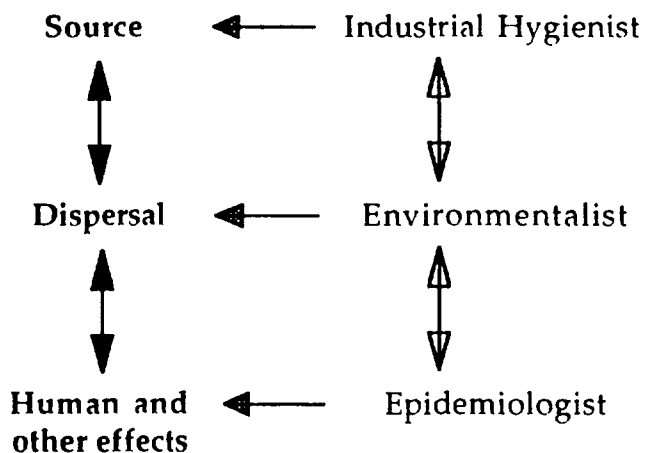 Source Industrial Hygienist
Dispersal Environmentalist
Human and Epidemiologist
other effects